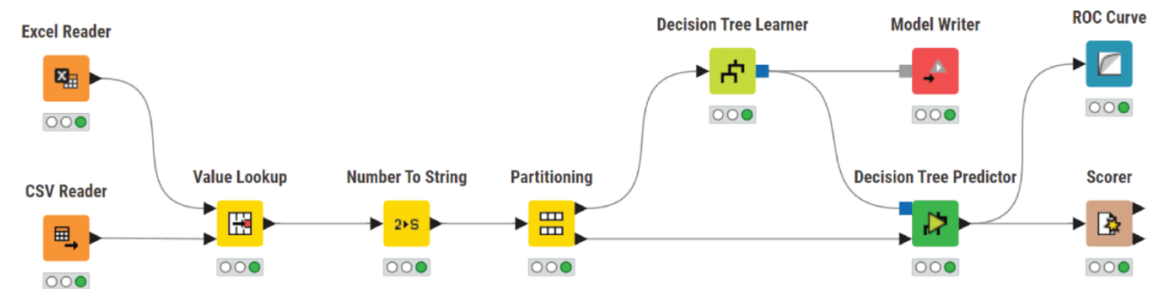 Excel Reader
CSV Reader
Value Lookup
Number To String
2▸S
Partitioning
Decision Tree Learner
Model Writer
Decision Tree Predictor
ROC Curve
Scorer